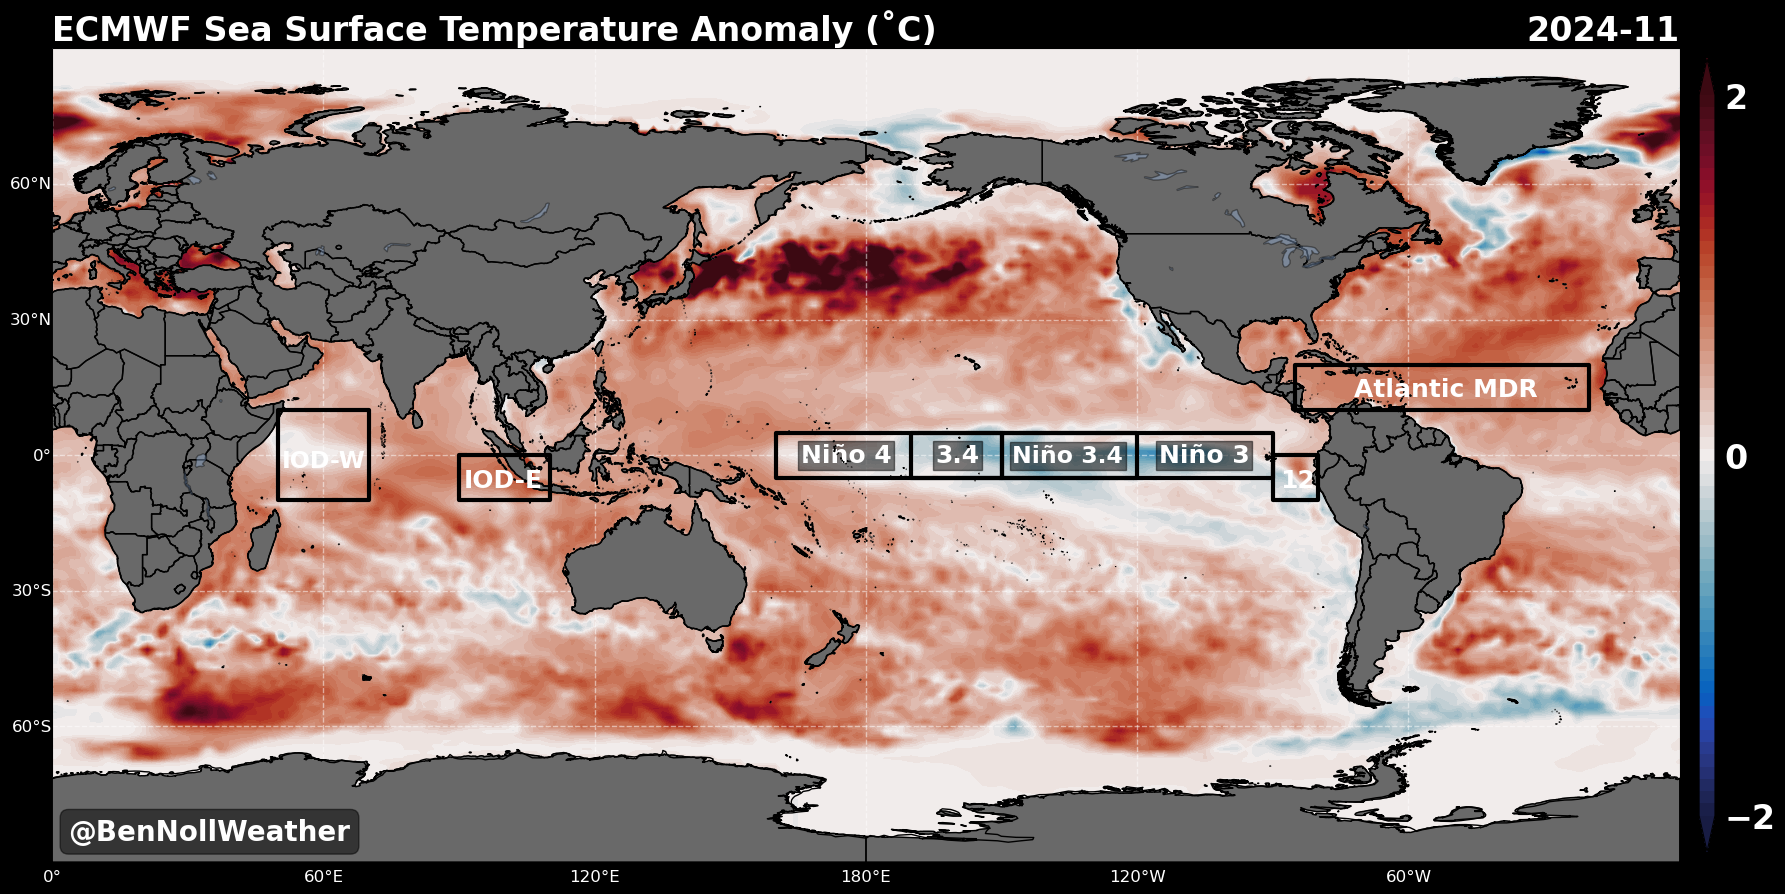 ECMWF Sea Surface Temperature Anomaly (˚C) 2024-11
2
60°N
30°N
Atlantic MDR
0° IOD-W Niño 4 3.4 Niño 3.4 Niño 3 0
IOD-E 12
30°S
60°S
@BenNollWeather −2
0° 60°E 120°E 180°E 120°W 60°W